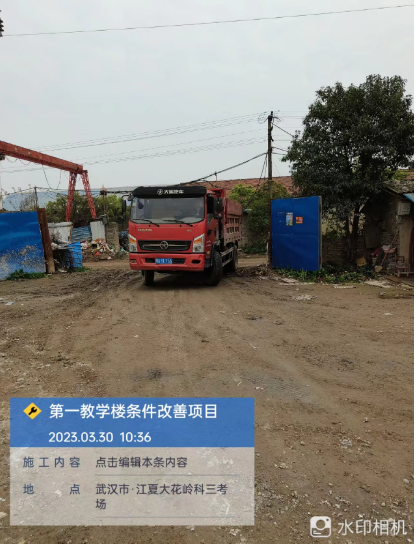 第一教学楼条件改善项目
2023.03.30 10:36
施工内容 点击编辑本条内容
地点 武汉市·江夏大花岭科三考
场
水印相机